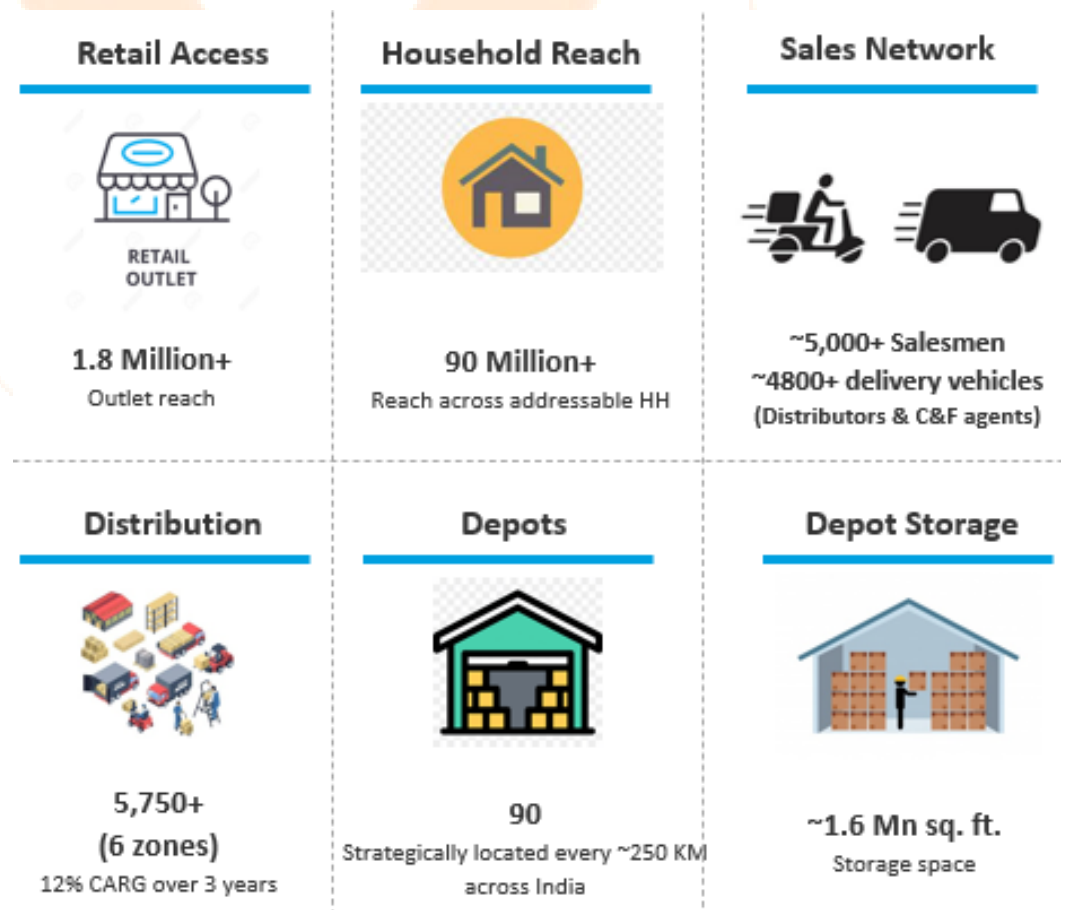 Retail Access
RETAIL
OUTLET
1.8 Million+
Outlet reach
Household Reach
90 Million+
Reach across addressable HH
Sales Network
~5,000+ Salesmen
~4800+ delivery vehicles
(Distributors & C&F agents)
Distribution
5,750+
(6 zones)
12% CARG over 3 years
Depots
90
Strategically located every ~250 KM
across India
Depot Storage
~1.6 Mn sq. ft.
Storage space